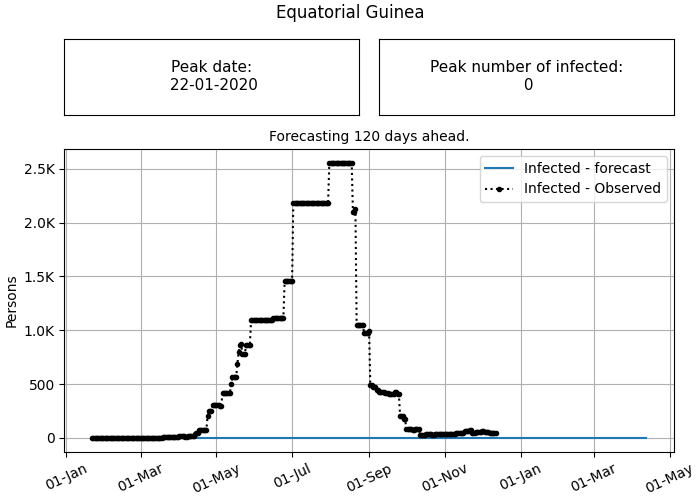 Equatorial Guinea
Peak date:
22-01-2020
Peak number of infected:
0
Forecasting 120 days ahead.
Infected - forecast
Infected - Observed
2.5K
2.0K
1.5K
1.0K
500
0
Persons
01-Jan
01-Mar
01-May
01-Jul
01-Sep
01-Nov
01-Jan
01-Mar
01-May